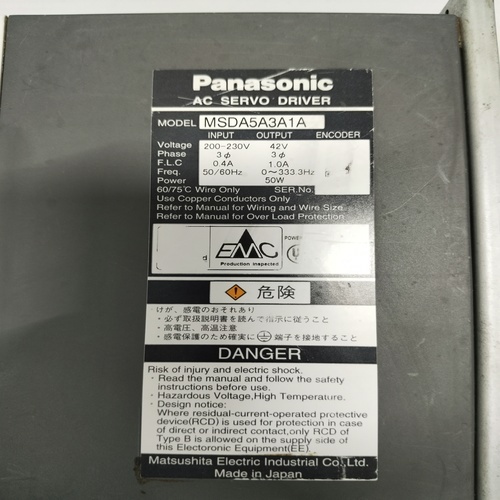 Panasonic
AC SERVO DRIVER
MODEL MSDA5A3A1A
INPUT OUTPUT ENCODER
Voltage 200-230V 42V
Phase 3ϕ 3ϕ
F.L.C 0.4A 1.0A
Freq. 50/60Hz 0~333.3Hz
Power 50W
60/75℃ Wire Only SER.No.
Use Copper Conductors Only
Refer to Manual for Wiring and Wire Size
Refer to Manual for Over Load Protection
d EMC POWER
Production inspected
危険
けが、感電のおそれあり
・必ず取扱説明書を読んで指示に従うこと
・高電圧、高温注意
・感電保護のため確実に⏚端子を接地すること
DANGER
Risk of injury and electric shock.
・Read the manual and follow the safety
instructions before use.
・Hazardous Voltage,High Temperature.
・Design notice:
Where residual-current-operated protective
device(RCD) is used for protection in case
of direct or indirect contact,only RCD of
Type B is allowed on the supply side of
this Electoronic Equipment(EE).
Matsushita Electric Industrial Co.,Ltd.
Made in Japan